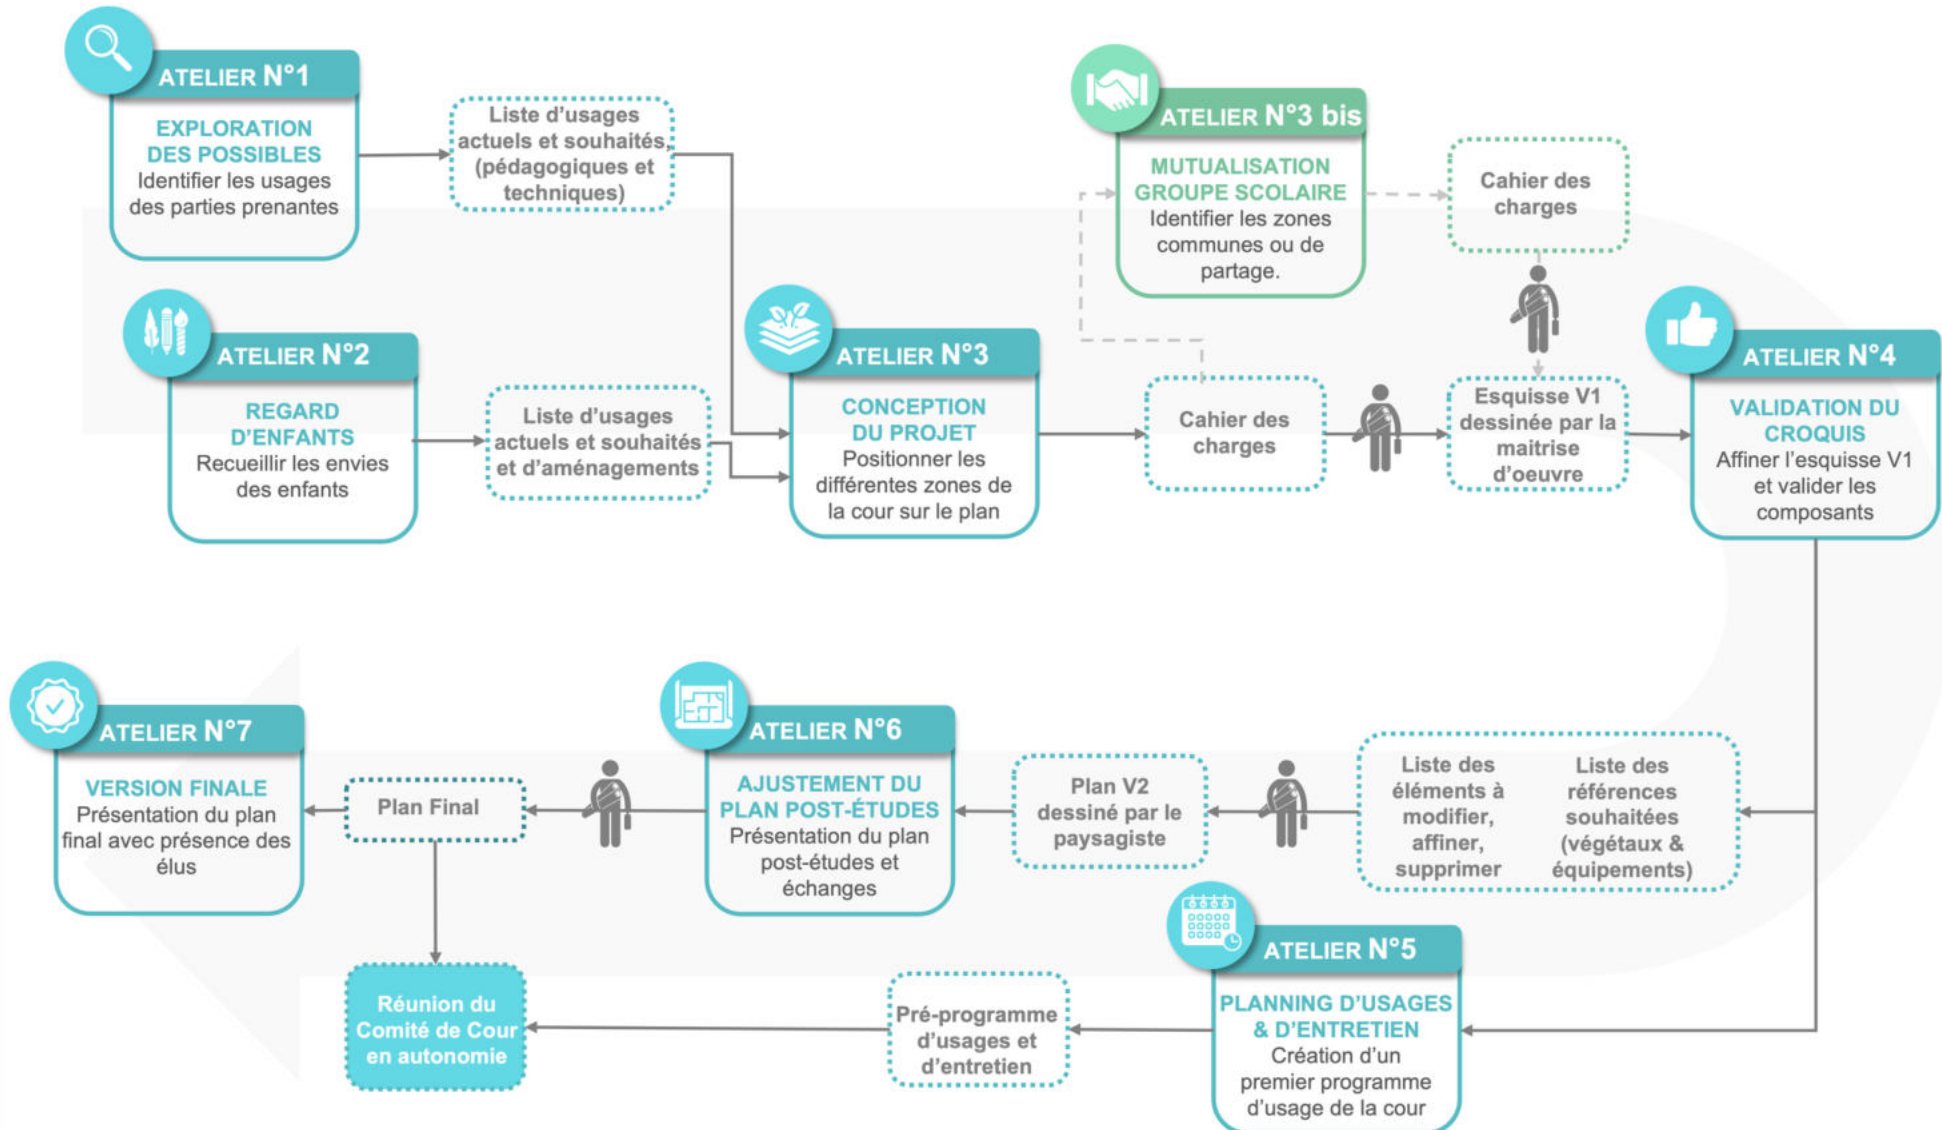 ATELIER N°1
EXPLORATION
DES POSSIBLES
Identifier les usages
des parties prenantes
Liste d'usages
actuels et souhaités,
(pédagogiques et
techniques)
ATELIER N°2
REGARD
D'ENFANTS
Recueillir les envies
des enfants
Liste d'usages
actuels et souhaités
et d'aménagements
ATELIER N°3
CONCEPTION
DU PROJET
Positionner les
différentes zones de
la cour sur le plan
Cahier des
charges
ATELIER N°3 bis
MUTUALISATION
GROUPE SCOLAIRE
Identifier les zones
communes ou de
partage.
Cahier des
charges
Esquisse V1
dessinée par la
maitrise
d'oeuvre
ATELIER N°4
VALIDATION DU
CROQUIS
Affiner l'esquisse V1
et valider les
composants
Liste des
éléments à
modifier,
affiner,
supprimer
Liste des
références
souhaitées
(végétaux &
équipements)
Plan V2
dessiné par le
paysagiste
ATELIER N°6
AJUSTEMENT DU
PLAN POST-ÉTUDES
Présentation du plan
post-études et
échanges
Plan Final
ATELIER N°7
VERSION FINALE
Présentation du plan
final avec présence des
élus
ATELIER N°5
PLANNING D'USAGES
& D'ENTRETIEN
Création d'un
premier programme
d'usage de la cour
Pré-programme
d'usages et
d'entretien
Réunion du
Comité de Cour
en autonomie